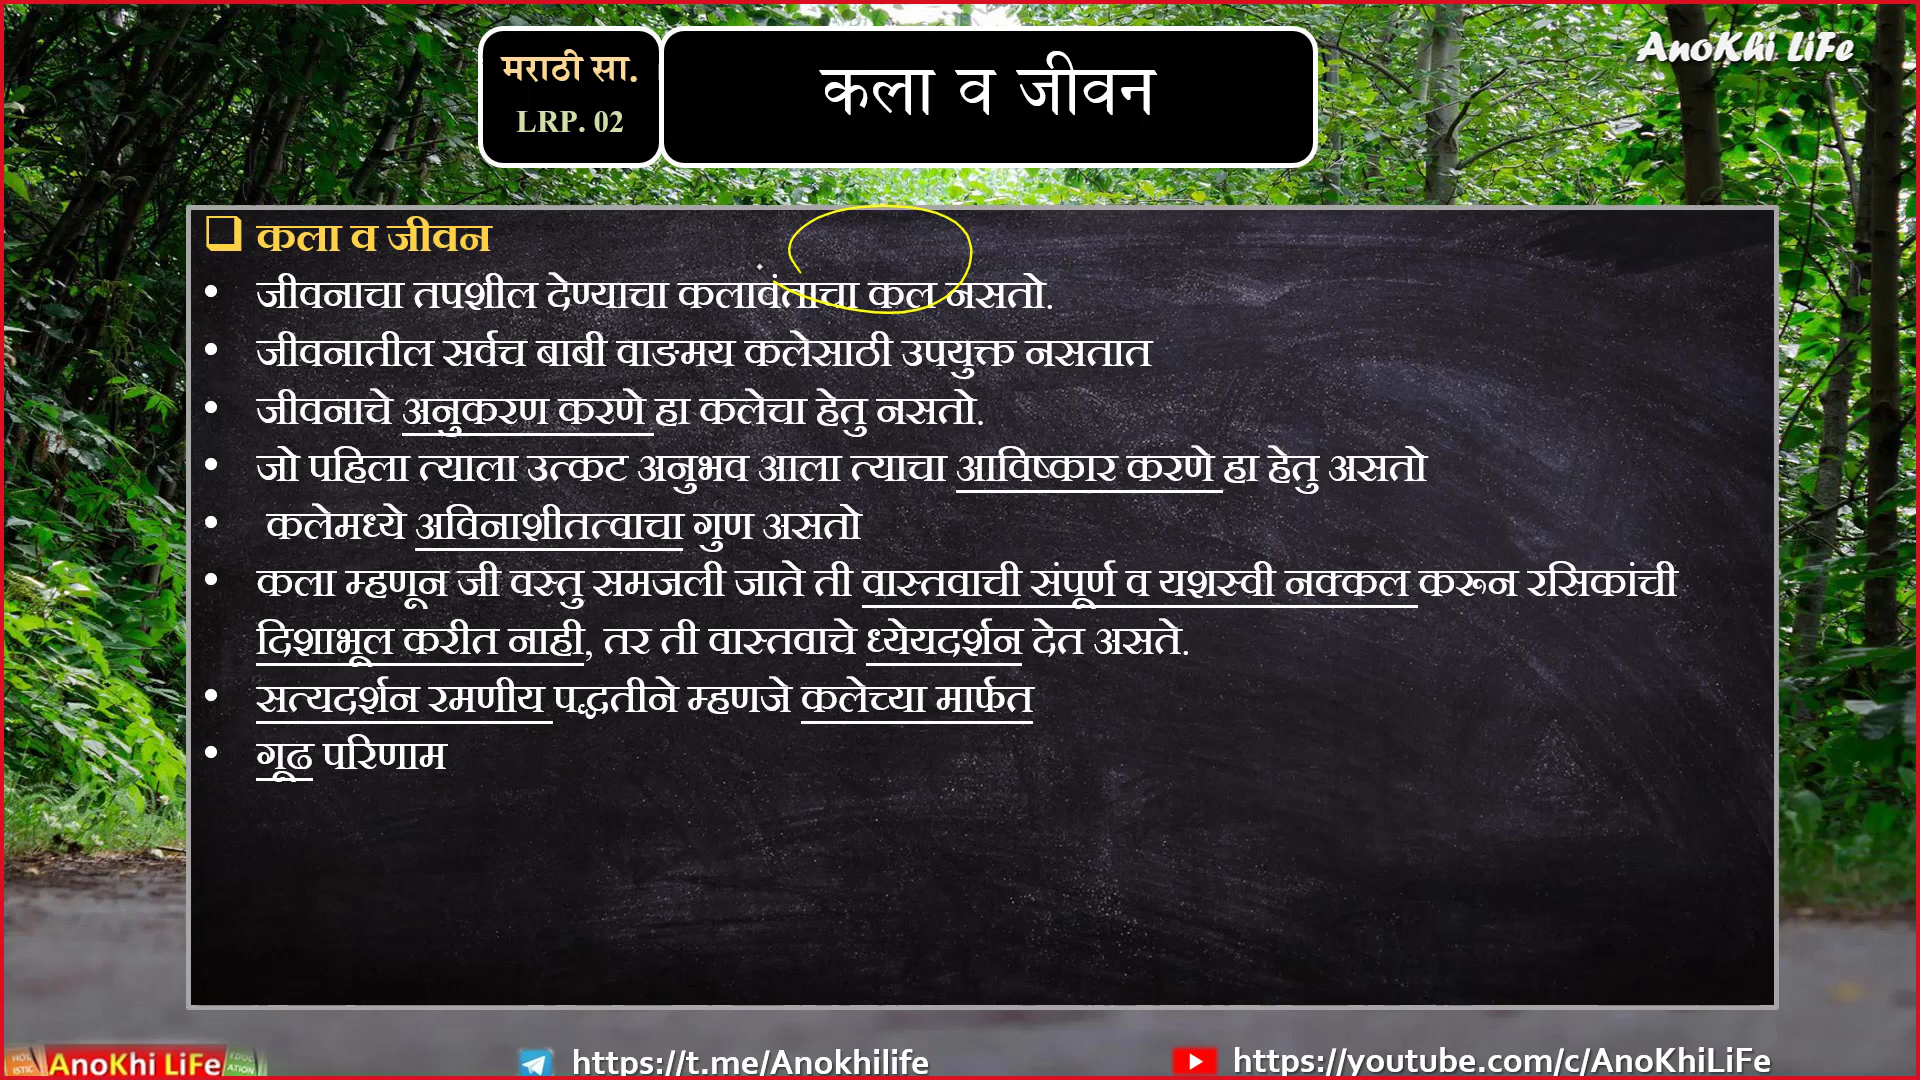 मराठी सा.
LRP. 02
कला व जीवन
AnoKhi LiFe
कला व जीवन
• जीवनाचा तपशील देण्याचा कलाबंताचा कल नसतो.
• जीवनातील सर्वच बाबी वाङमय कलेसाठी उपयुक्त नसतात
• जीवनाचे अनुकरण करणे हा कलेचा हेतु नसतो.
• जो पहिला त्याला उत्कट अनुभव आला त्याचा आविष्कार करणे हा हेतु असतो
• कलेमध्ये अविनाशीतत्वाचा गुण असतो
• कला म्हणून जी वस्तु समजली जाते ती वास्तवाची संपूर्ण व यशस्वी नक्कल करून रसिकांची
दिशाभूल करीत नाही, तर ती वास्तवाचे ध्येयदर्शन देत असते.
• सत्यदर्शन रमणीय पद्धतीने म्हणजे कलेच्या मार्फत
• गूढ परिणाम
HOL
ISTIC
AnoKhi LiFe
EDUC
ATION
https://t.me/Anokhilife
https://youtube.com/c/AnoKhiLiFe